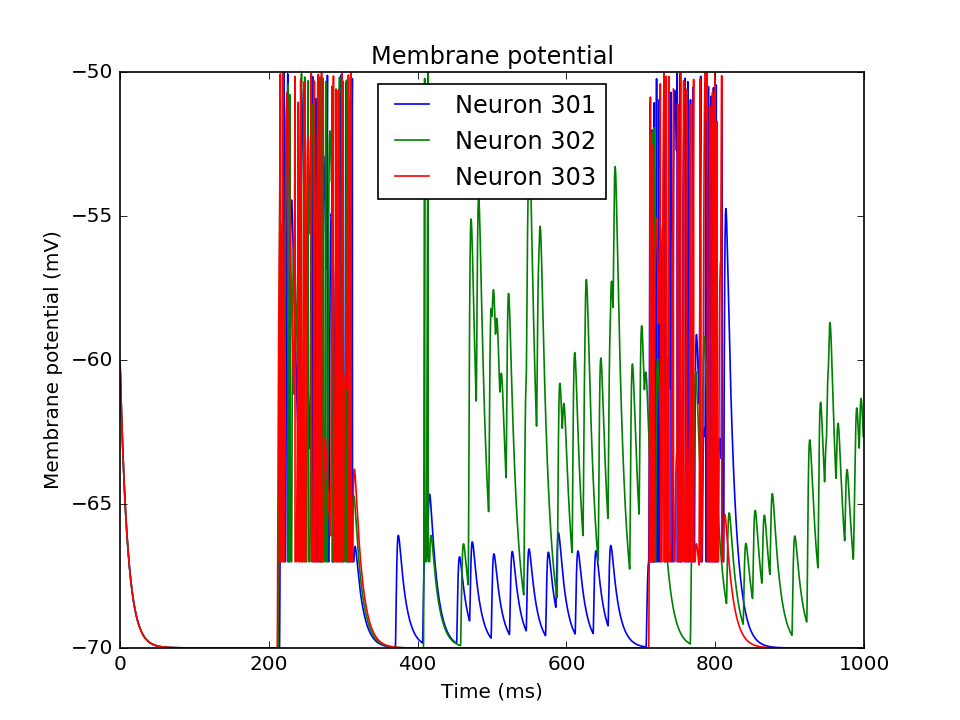 Membrane potential
Neuron 301
Neuron 302
Neuron 303
Membrane potential (mV)
−50
−55
−60
−65
−70
0 200 400 600 800 1000
Time (ms)